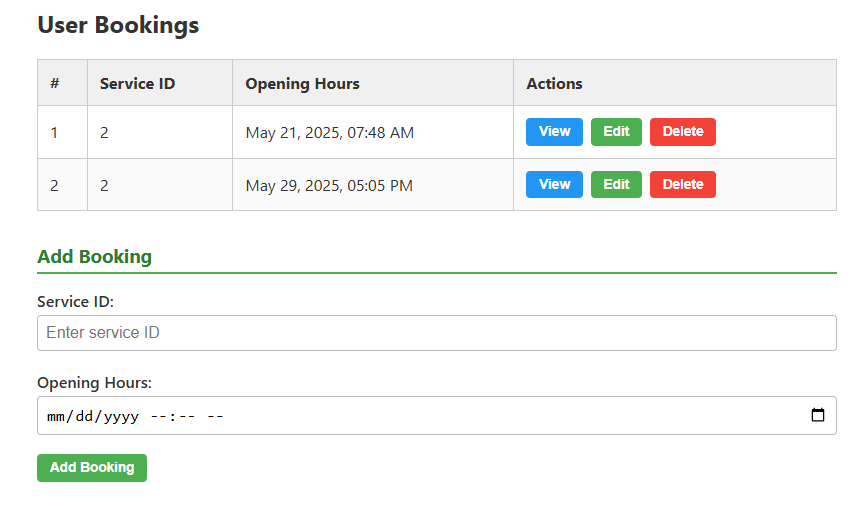 User Bookings
# Service ID Opening Hours Actions
1 2 May 21, 2025, 07:48 AM View Edit Delete
2 2 May 29, 2025, 05:05 PM View Edit Delete
Add Booking
Service ID:
Enter service ID
Opening Hours:
mm/dd/yyyy --:-- --
Add Booking